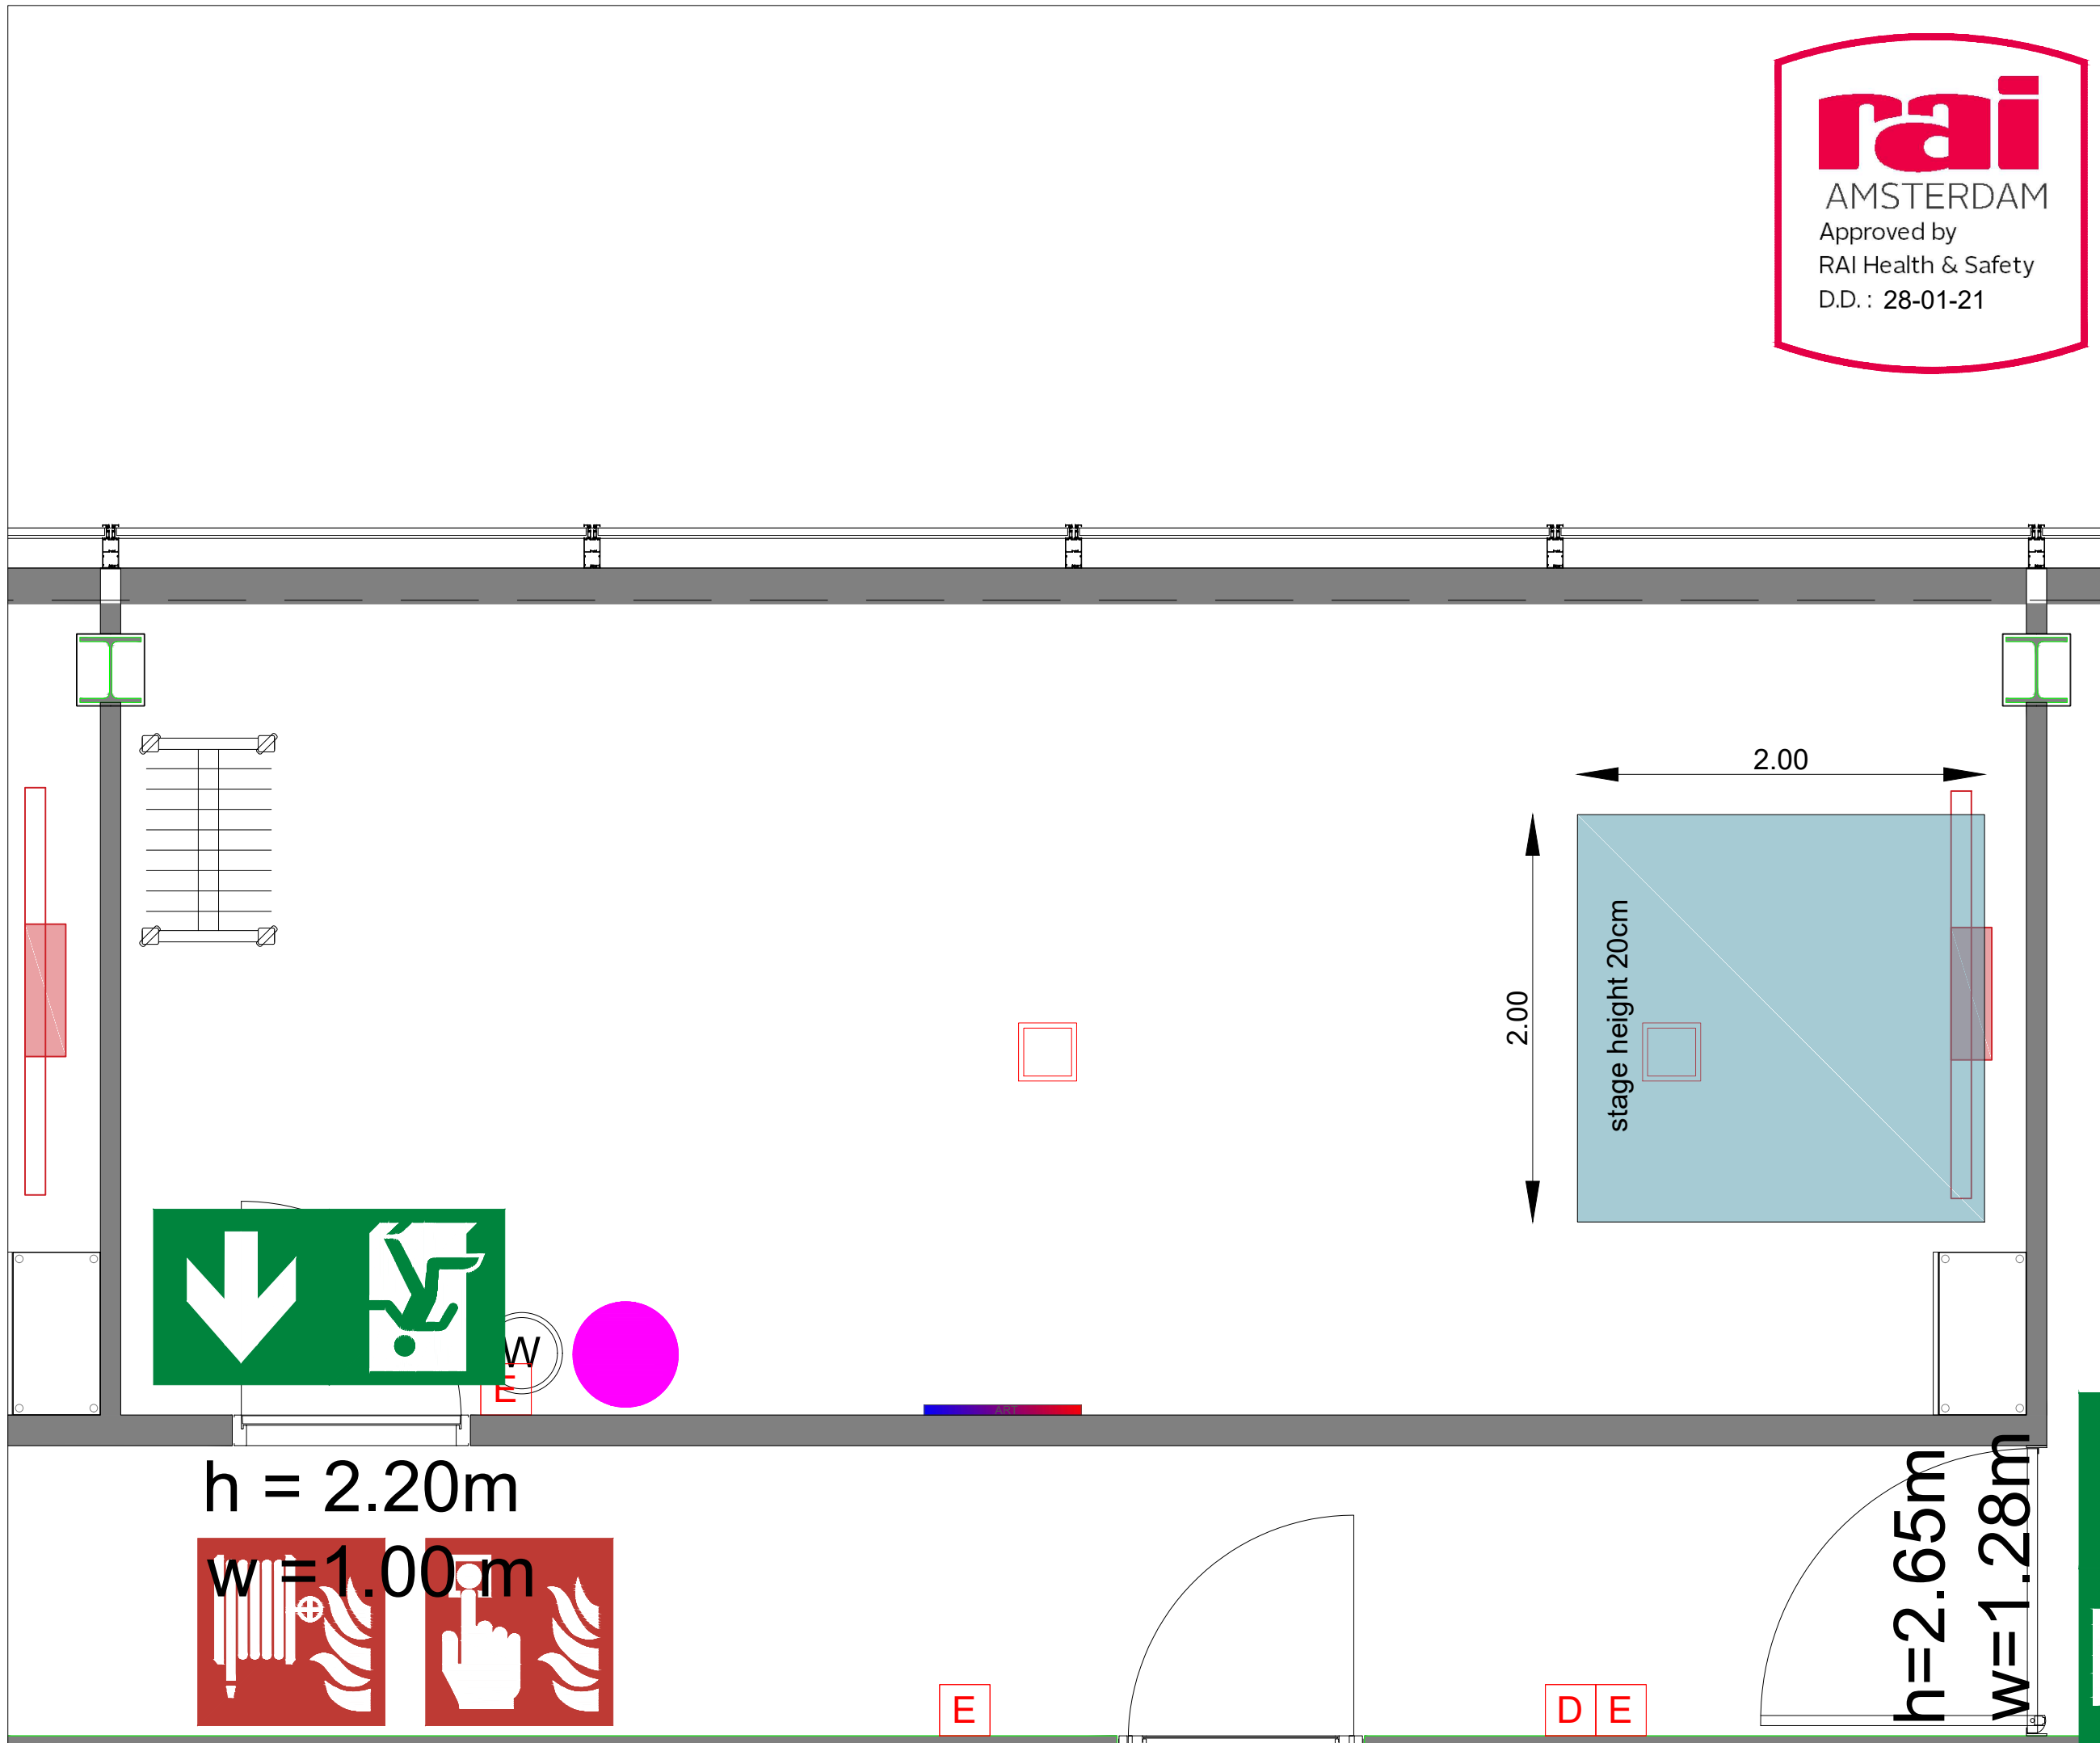 rai
AMSTERDAM
Approved by
RAI Health & Safety
D.D. : 28-01-21
2.00
2.00
stage height 20cm
W
E
ART
h = 2.20m
w =1.00 m
h=2.65m
w=1.28m
E
D E